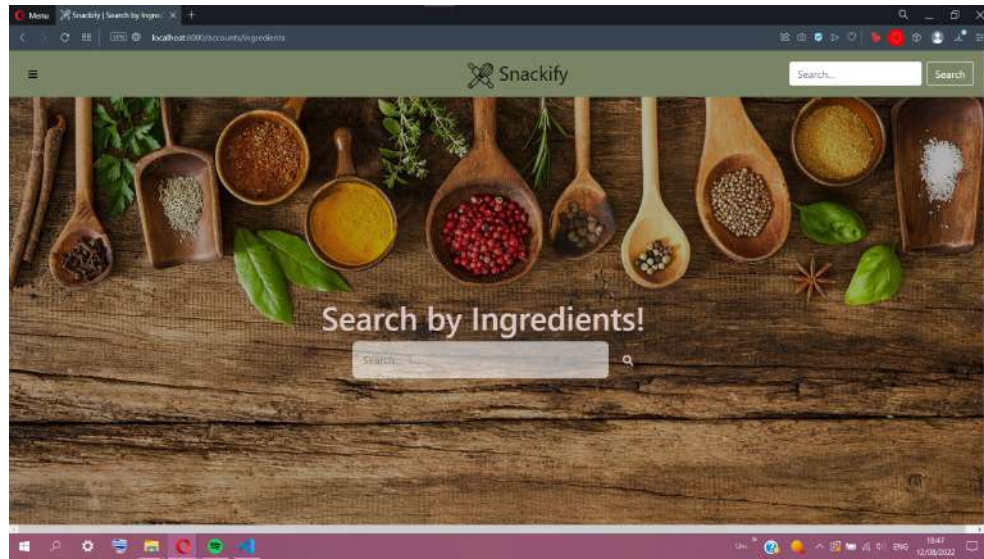 Menu
Snackify | Search by Ingre
localhost:8000/accounts/ingredients
Snackify
Search...
Search
Search by Ingredients!
Search...
ENG
18:47
12/08/2022